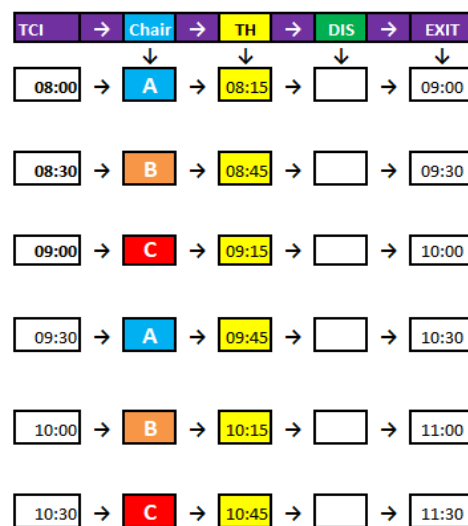 TCI → Chair → TH → DIS → EXIT
↓ ↓ ↓ ↓
08:00 → A → 08:15 → → 09:00
08:30 → B → 08:45 → → 09:30
09:00 → C → 09:15 → → 10:00
09:30 → A → 09:45 → → 10:30
10:00 → B → 10:15 → → 11:00
10:30 → C → 10:45 → → 11:30